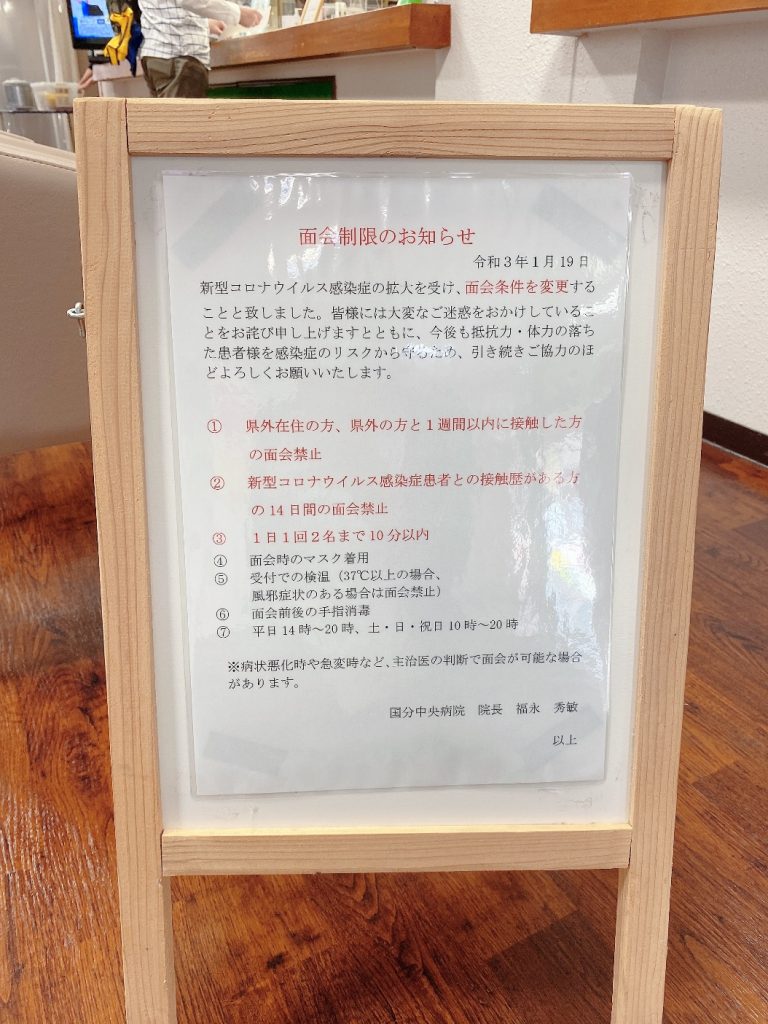 面会制限のお知らせ
令和３年１月19日
新型コロナウイルス感染症の拡大を受け、面会条件を変更する
ことと致しました。皆様には大変なご迷惑をおかけしているこ
とをお詫び申し上げますとともに、今後も抵抗力・体力の落ち
た患者様を感染症のリスクから守るため、引き続きご協力のほ
どよろしくお願いいたします。
① 県外在住の方、県外の方と１週間以内に接触した方
の面会禁止
② 新型コロナウイルス感染症患者との接触歴がある方
の14日間の面会禁止
③ １日１回２名まで10分以内
④ 面会時のマスク着用
⑤ 受付での検温（37℃以上の場合、
風邪症状のある場合は面会禁止）
⑥ 面会前後の手指消毒
⑦ 平日14時～20時、土・日・祝日10時～20時
※病状悪化時や急変時など、主治医の判断で面会が可能な場合
があります。
国分中央病院 院長 福永 秀敏
以上